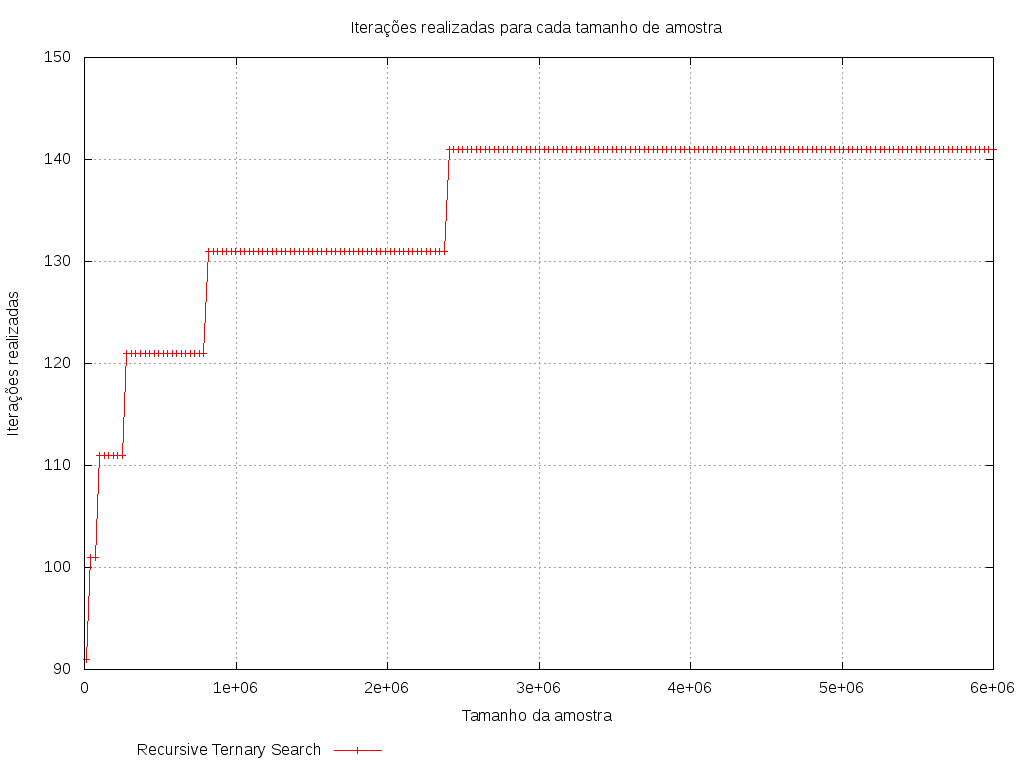 Iterações realizadas para cada tamanho de amostra
150
140
130
120
110
100
90
Iterações realizadas
0 1e+06 2e+06 3e+06 4e+06 5e+06 6e+06
Tamanho da amostra
Recursive Ternary Search